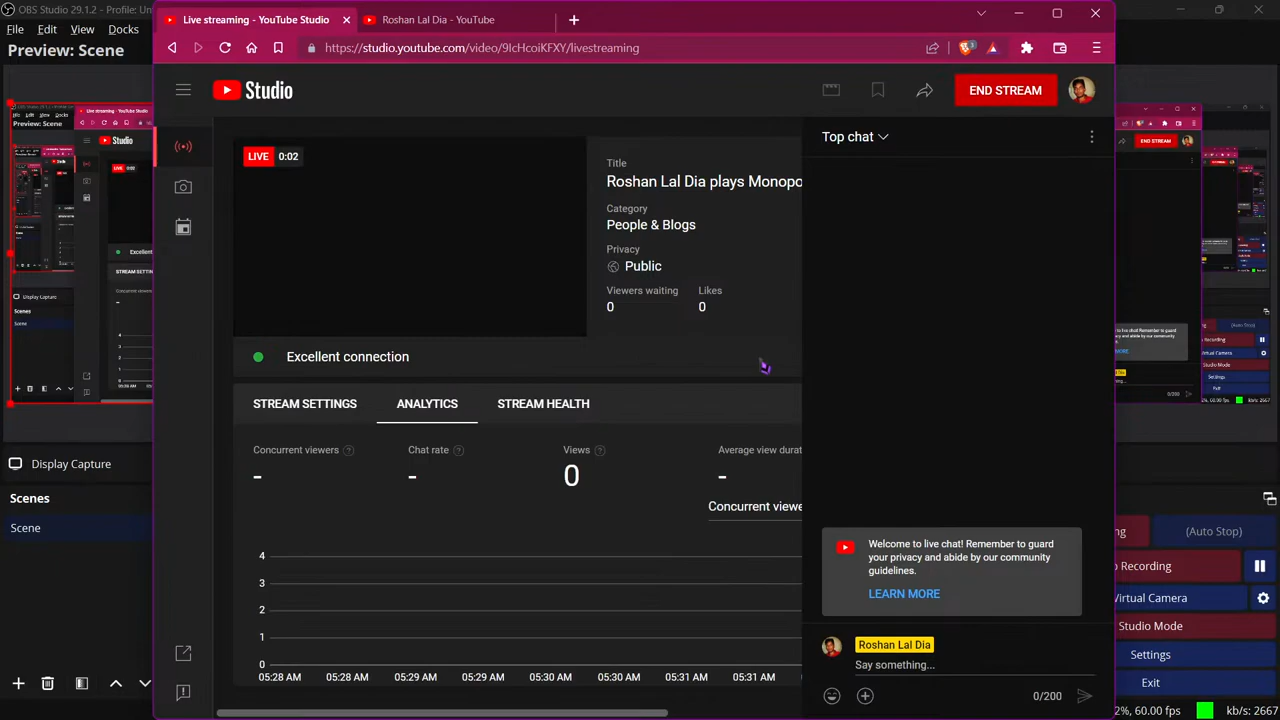 OBS Studio 29.1.2 - Profile: Un
File Edit View Docks
Preview: Scene
Live streaming - YouTube Studio
Roshan Lal Dia - YouTube
https://studio.youtube.com/video/9IcHcoiKFXY/livestreaming
Studio
END STREAM
LIVE 0:02
Title
Roshan Lal Dia plays Monopo
Category
People & Blogs
Privacy
Public
Viewers waiting
Likes
0
0
Excellent connection
STREAM SETTINGS
ANALYTICS
STREAM HEALTH
Concurrent viewers
Chat rate
Views
Average view durat
-
-
0
-
Concurrent viewe
4
3
2
1
0
05:28 AM
05:28 AM
05:29 AM
05:29 AM
05:30 AM
05:30 AM
05:31 AM
05:31 AM
Top chat
Welcome to live chat! Remember to guard
your privacy and abide by our community
guidelines.
LEARN MORE
Roshan Lal Dia
Say something...
0/200
Display Capture
Scenes
Scene
ng
(Auto Stop)
p Recording
Virtual Camera
Studio Mode
Settings
Exit
2%, 60.00 fps
kb/s: 2667